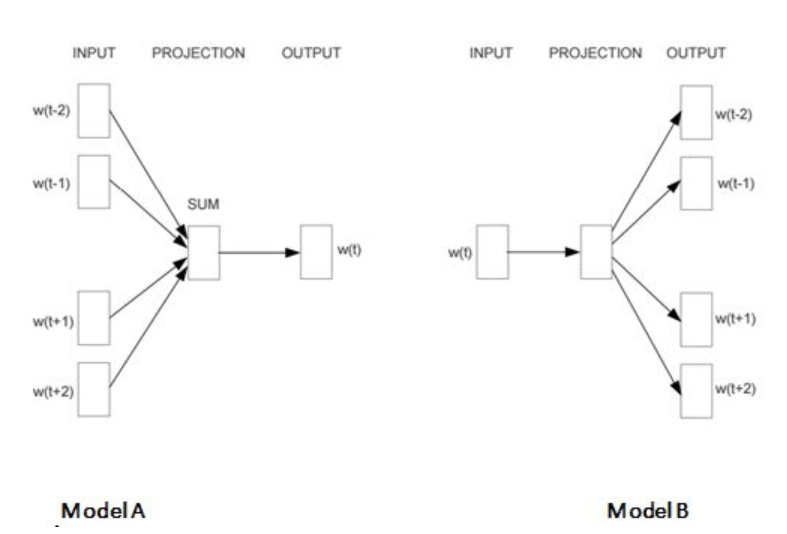 INPUT PROJECTION OUTPUT
w(t-2)
w(t-1)
SUM
w(t)
w(t+1)
w(t+2)
Model A
INPUT PROJECTION OUTPUT
w(t-2)
w(t-1)
w(t)
w(t+1)
w(t+2)
Model B